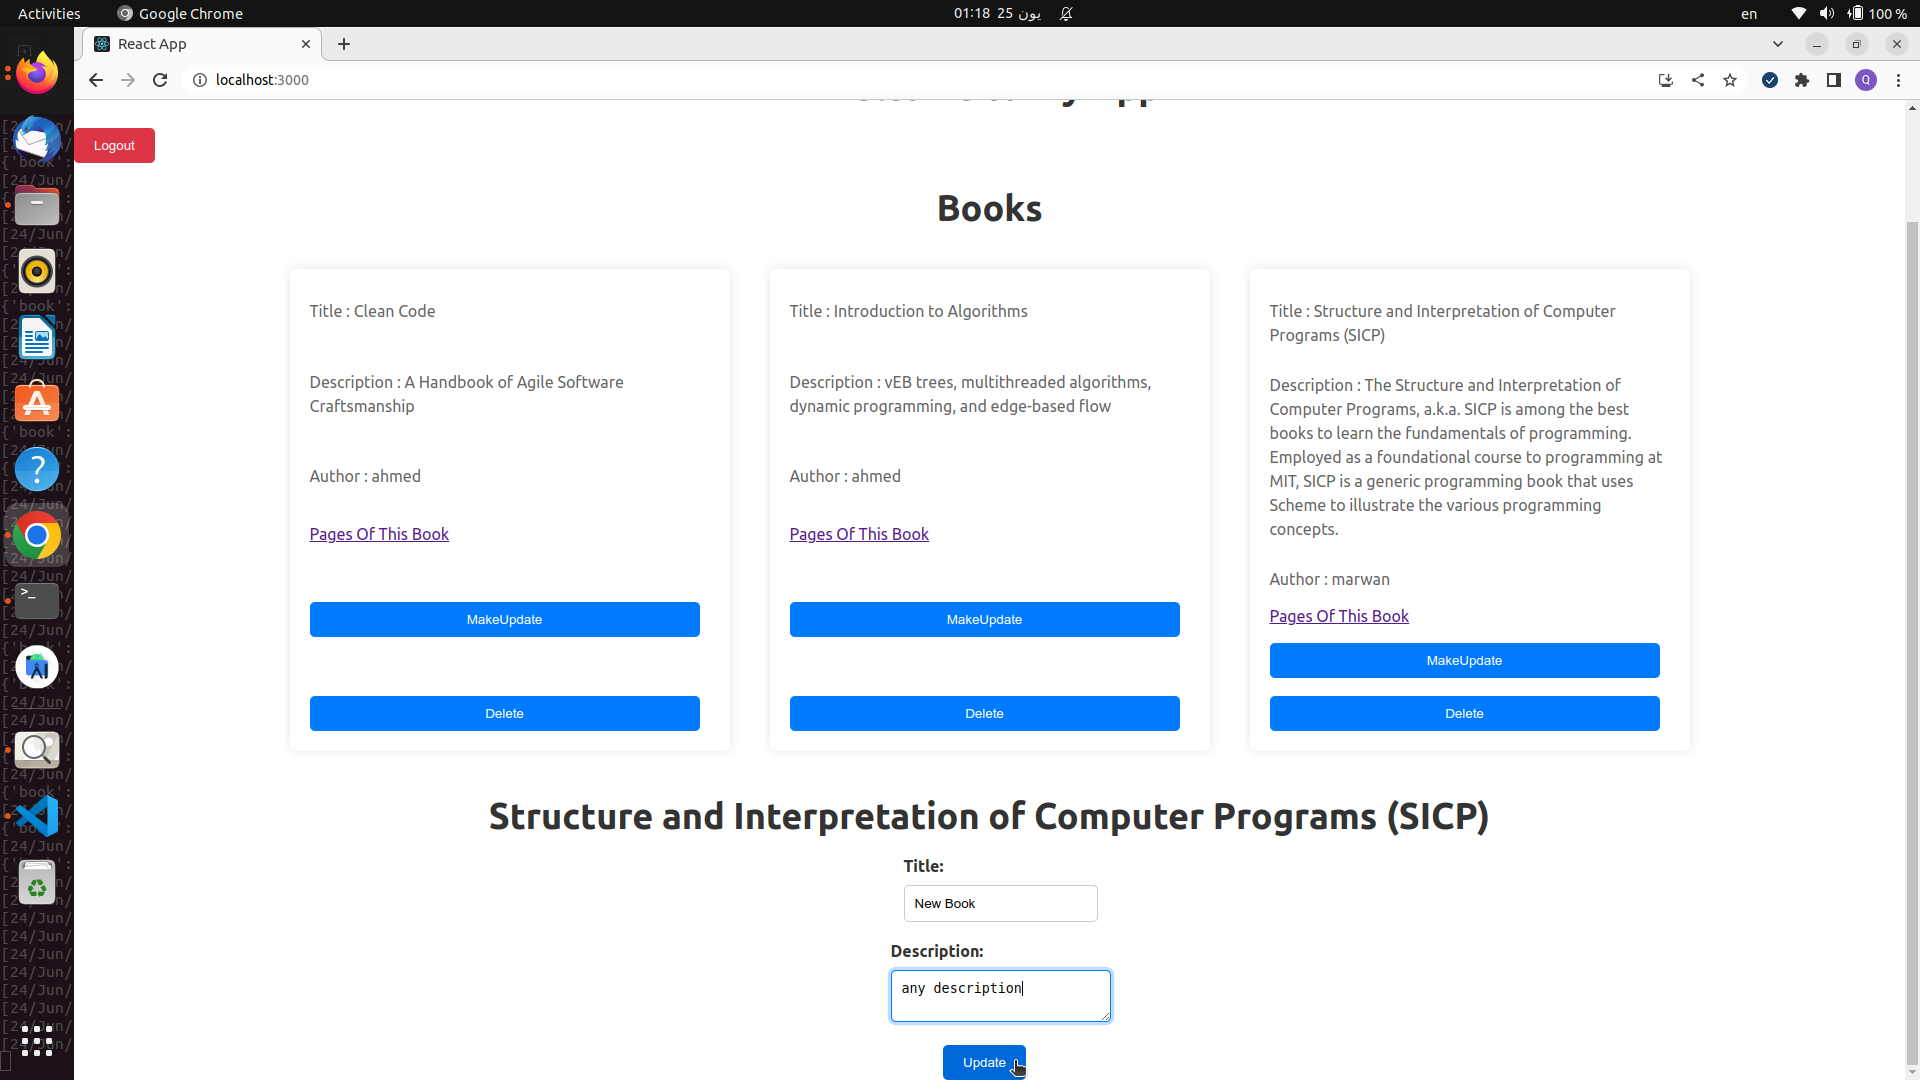 Activities
Google Chrome
01:18 25 يون
en
100 %
React App
localhost:3000
Q
Logout
Books
Title : Clean Code
Description : A Handbook of Agile Software
Craftsmanship
Author : ahmed
Pages Of This Book
MakeUpdate
Delete
Title : Introduction to Algorithms
Description : vEB trees, multithreaded algorithms,
dynamic programming, and edge-based flow
Author : ahmed
Pages Of This Book
MakeUpdate
Delete
Title : Structure and Interpretation of Computer
Programs (SICP)
Description : The Structure and Interpretation of
Computer Programs, a.k.a. SICP is among the best
books to learn the fundamentals of programming.
Employed as a foundational course to programming at
MIT, SICP is a generic programming book that uses
Scheme to illustrate the various programming
concepts.
Author : marwan
Pages Of This Book
MakeUpdate
Delete
Structure and Interpretation of Computer Programs (SICP)
Title:
New Book
Description:
any description
Update